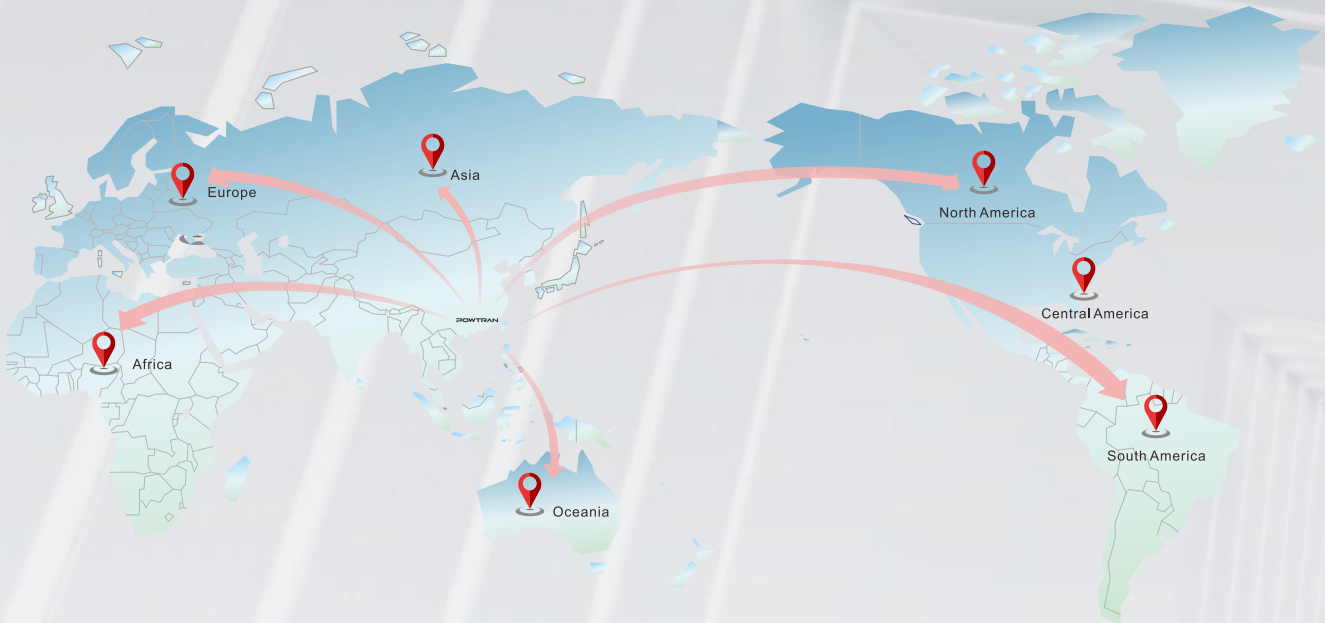 Asia
Europe
North America
Central America
POWTRAN
Africa
South America
Oceania